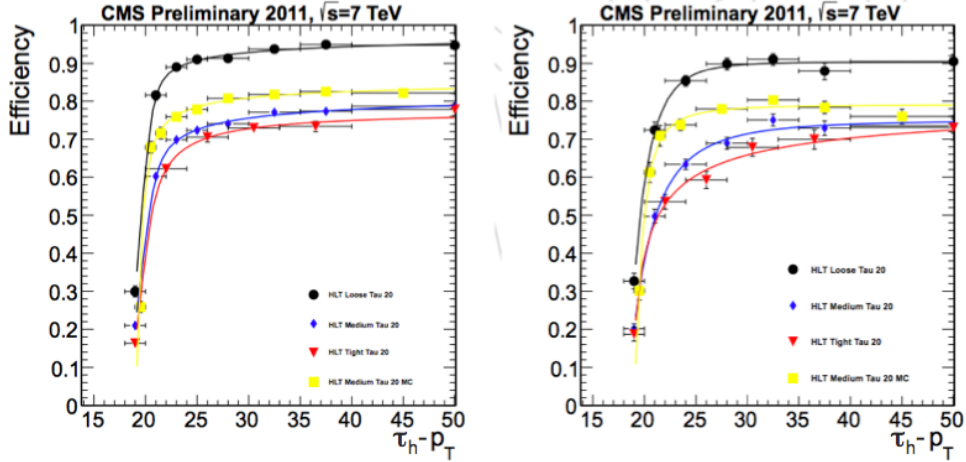 CMS Preliminary 2011, √s=7 TeV
Efficiency
1
0.9
0.8
0.7
0.6
0.5
0.4
0.3
0.2
0.1
0
HLT Loose Tau 20
HLT Medium Tau 20
HLT Tight Tau 20
HLT Medium Tau 20 MC
15 20 25 30 35 40 45 50
τh-pT
CMS Preliminary 2011, √s=7 TeV
Efficiency
1
0.9
0.8
0.7
0.6
0.5
0.4
0.3
0.2
0.1
0
HLT Loose Tau 20
HLT Medium Tau 20
HLT Tight Tau 20
HLT Medium Tau 20 MC
15 20 25 30 35 40 45 50
τh-pT